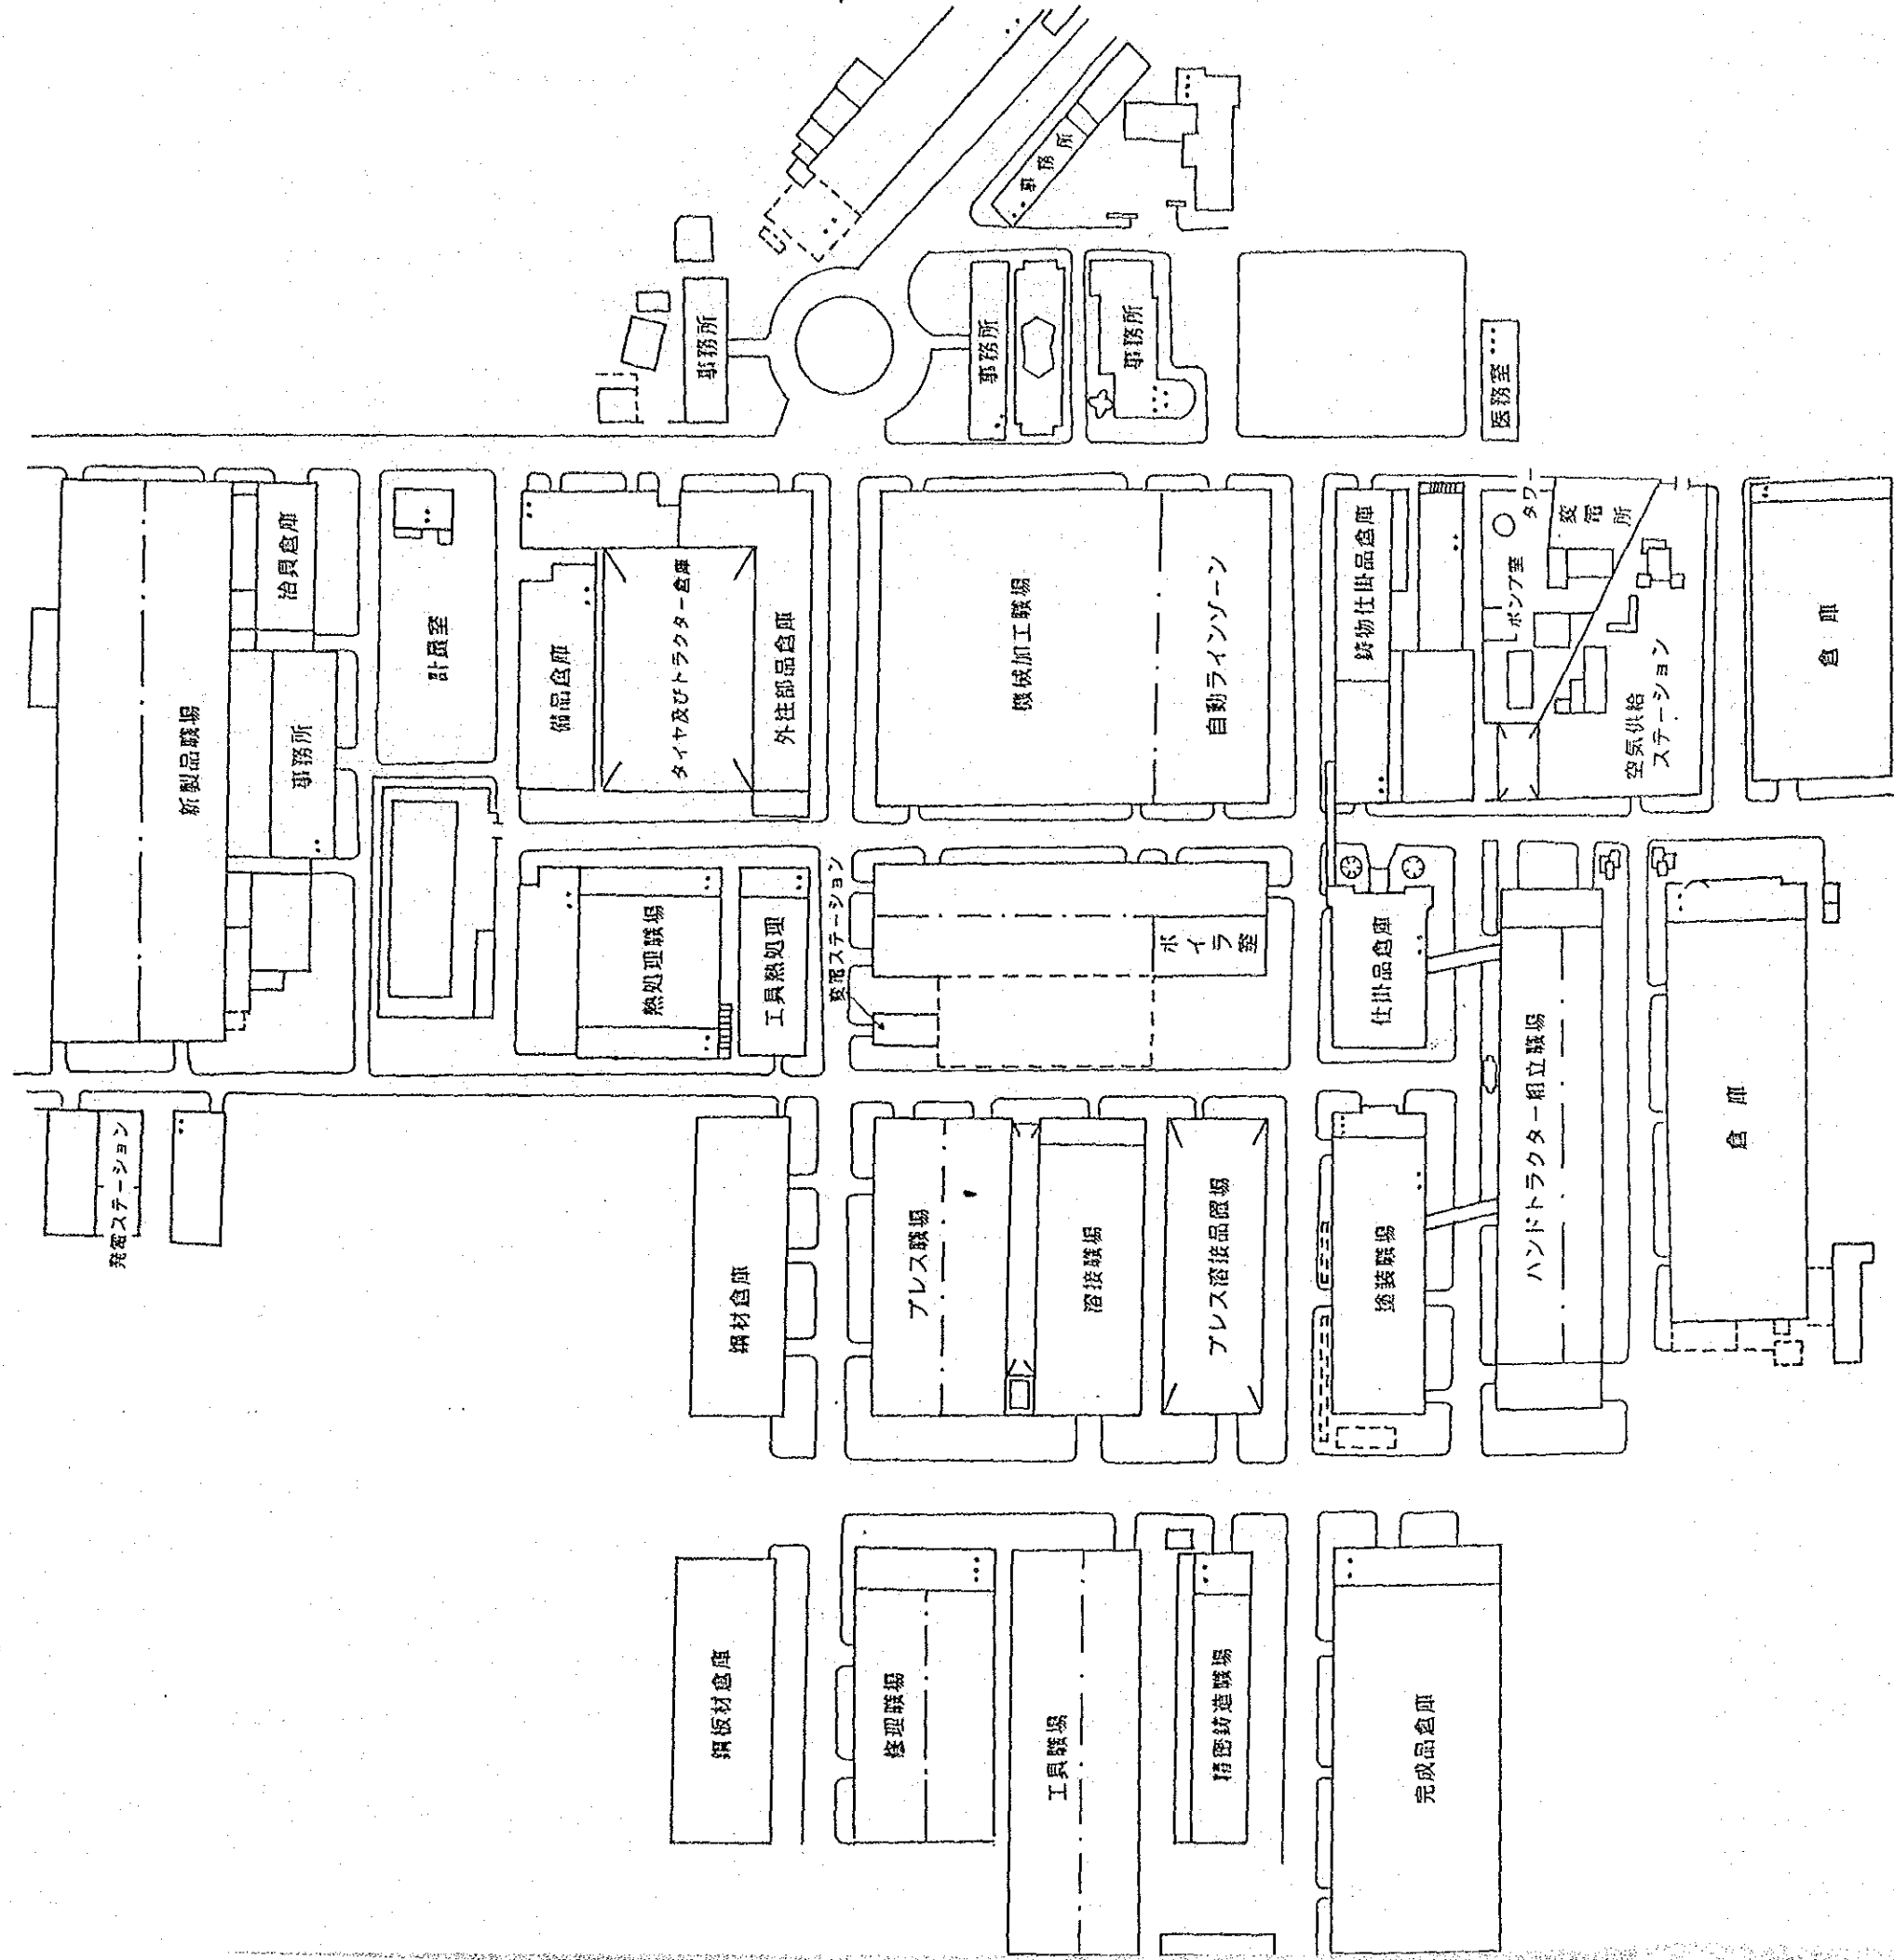 事務所
事務所
事務所
事務所
医務室
新製品職場
治具倉庫
事務所
計量室
備品倉庫
タイヤ及びトラクター倉庫
外注部品倉庫
機械加工職場
自動ラインゾーン
鋳物仕掛品倉庫
ポンプ室
タワー
変電所
空気供給
ステーション
倉庫
熱処理職場
工具熱処理
変電ステーション
ボイラ室
仕掛品倉庫
ハンドトラクター組立職場
倉庫
発電ステーション
鋼材倉庫
プレス職場
溶接職場
プレス溶接品置場
塗装職場
鋼板材倉庫
修理職場
工具職場
精密鋳造職場
完成品倉庫